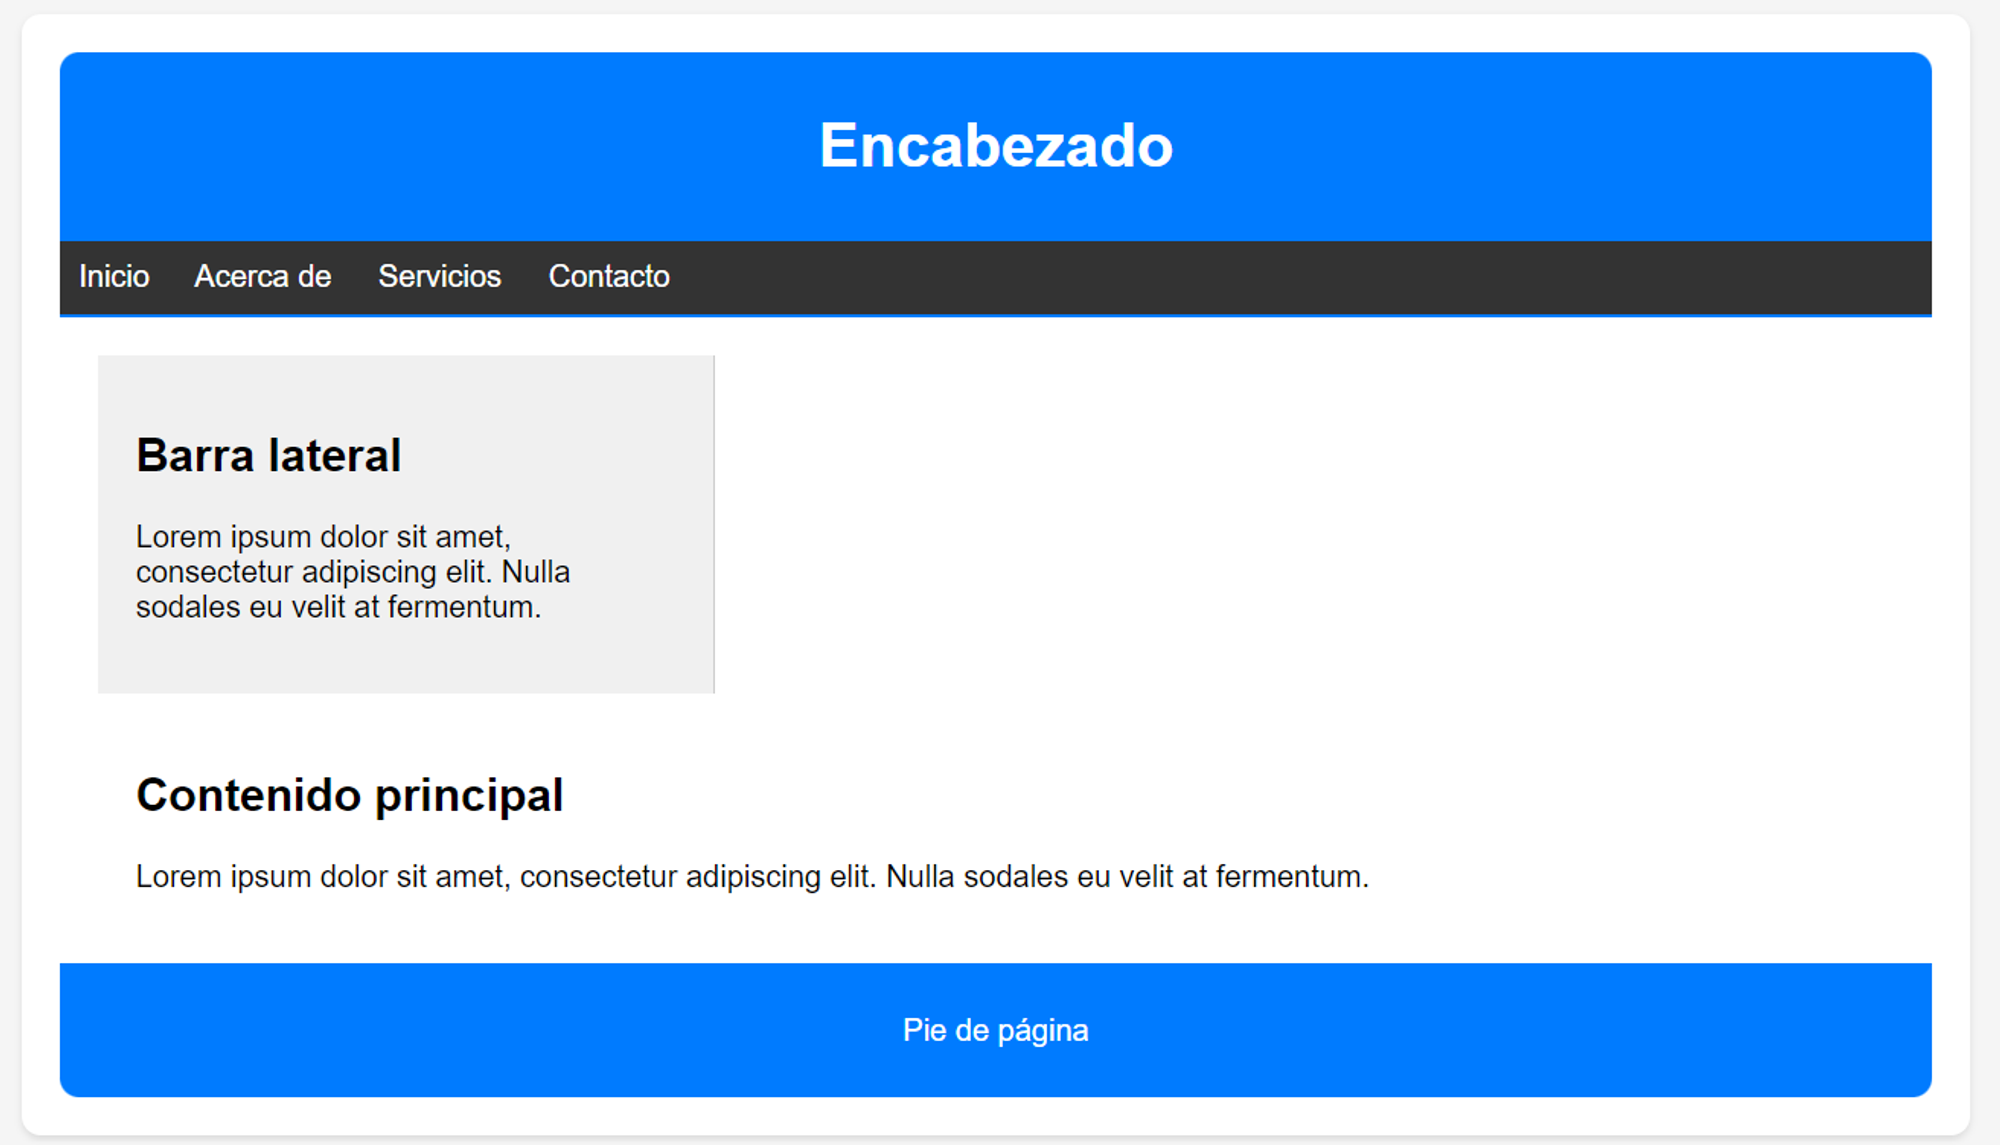 Encabezado
Inicio Acerca de Servicios Contacto
Barra lateral
Lorem ipsum dolor sit amet,
consectetur adipiscing elit. Nulla
sodales eu velit at fermentum.
Contenido principal
Lorem ipsum dolor sit amet, consectetur adipiscing elit. Nulla sodales eu velit at fermentum.
Pie de página